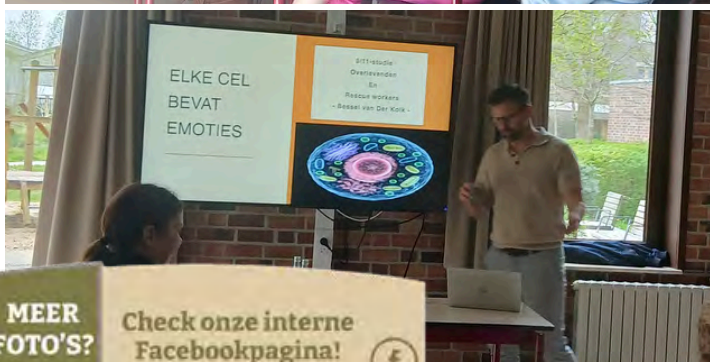 ELKE CEL
BEVAT
EMOTIES
9/11-studie
Overlevenden
En
Rescue workers
- Bessel van Der Kolk -
MEER
FOTO'S?
Check onze interne
Facebookpagina!
f